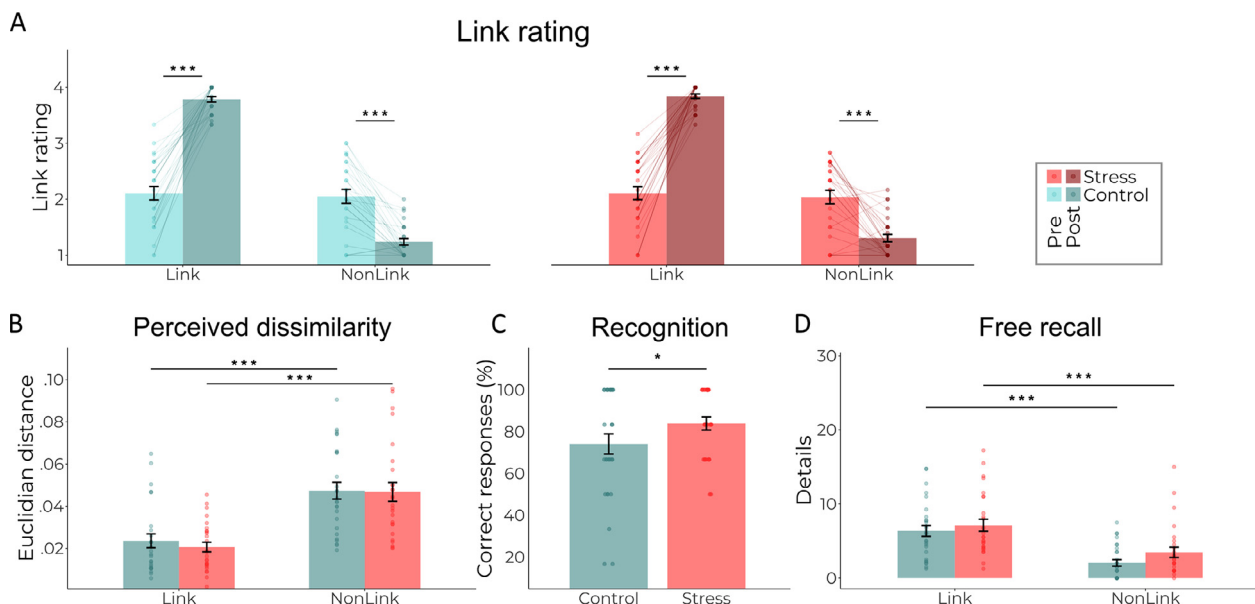 A
Link rating
Link rating
4
3
2
1
***
***
***
***
Link
NonLink
Link
NonLink
Stress
Control
Pre
Post
B
Perceived dissimilarity
Euclidian distance
.10
.08
.06
.04
.02
***
***
Link
NonLink
C
Recognition
Correct responses (%)
100
80
60
40
20
*
Control
Stress
D
Free recall
Details
30
20
10
0
***
***
Link
NonLink